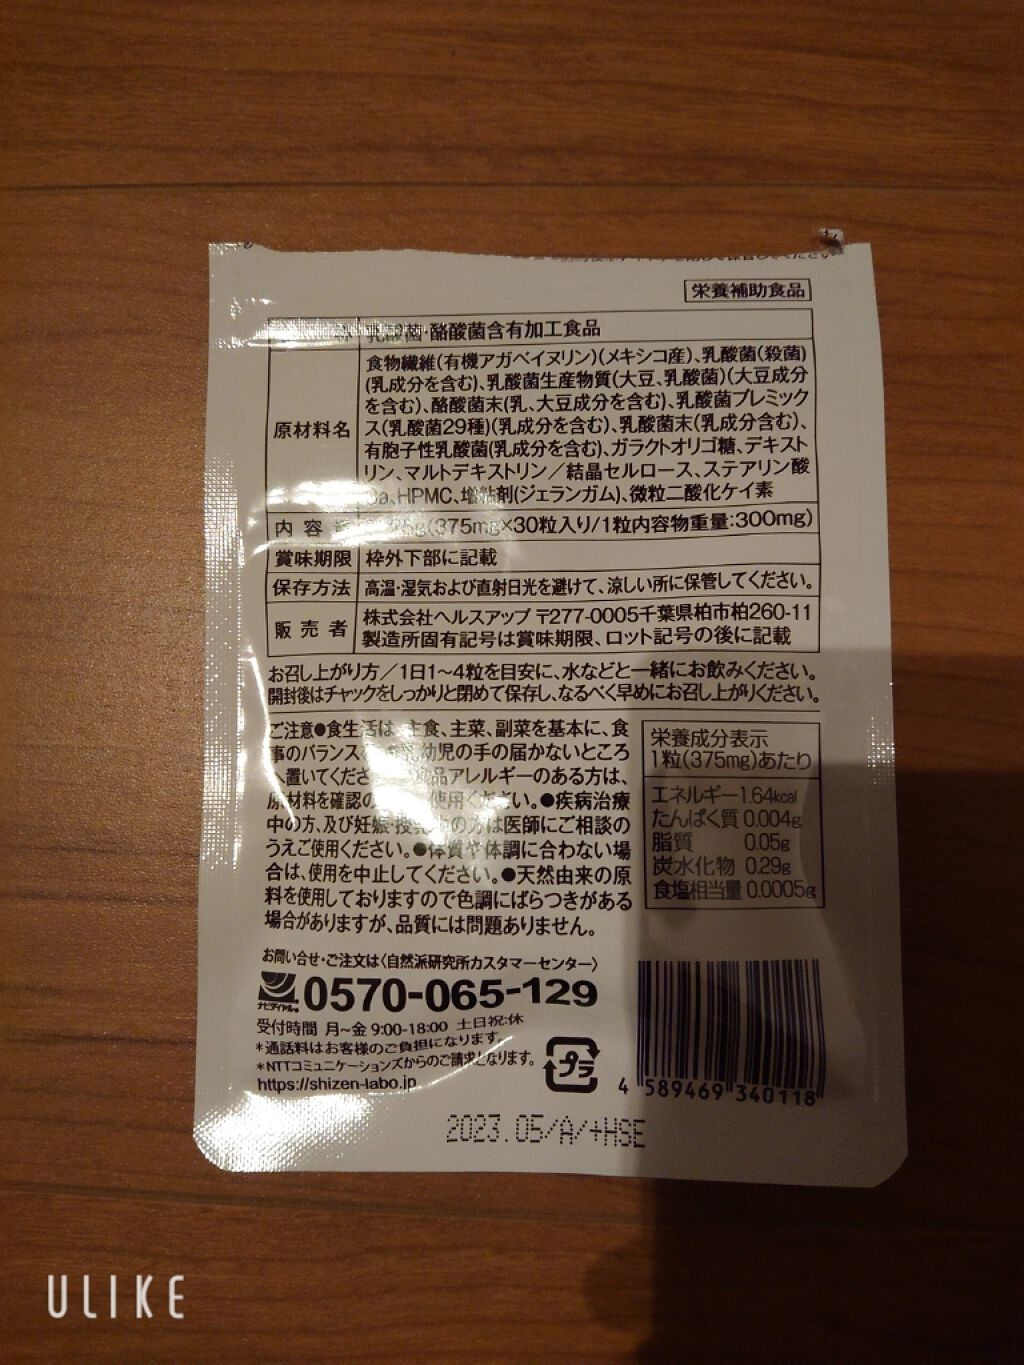 栄養補助食品
乳酸菌・酪酸菌含有加工食品
原材料名
食物繊維(有機アガベイヌリン)(メキシコ産)、乳酸菌(殺菌)
(乳成分を含む)、乳酸菌生産物質(大豆、乳酸菌)(大豆成分
を含む)、酪酸菌末(乳、大豆成分を含む)、乳酸菌プレミック
ス(乳酸菌29種)(乳成分を含む)、乳酸菌末(乳成分含む)、
有胞子性乳酸菌(乳成分を含む)、ガラクトオリゴ糖、デキスト
リン、マルトデキストリン／結晶セルロース、ステアリン酸
、HPMC、増粘剤(ジェランガム)、微粒二酸化ケイ素
内容 (375mg×30粒入り/1粒内容物重量:300mg)
賞味期限 枠外下部に記載
保存方法 高温・湿気および直射日光を避けて、涼しい所に保管してください。
販売者 株式会社ヘルスアップ 〒277-0005千葉県柏市柏260-11
製造所固有記号は賞味期限、ロット記号の後に記載
お召し上がり方／1日1〜4粒を目安に、水などと一緒にお飲みください。
開封後はチャックをしっかりと閉めて保存し、なるべく早めにお召し上がりください。
ご注意●食生活は、主食、主菜、副菜を基本に、食
事のバランス 幼児の手の届かないところ
へ置いてくださ 品アレルギーのある方は、
原材料を確認の 使用ください。●疾病治療
中の方、及び妊娠・授乳中の方は医師にご相談の
うえご使用ください。●体質や体調に合わない場
合は、使用を中止してください。●天然由来の原
料を使用しておりますので色調にばらつきがある
場合がありますが、品質には問題ありません。
栄養成分表示
1粒(375mg)あたり
エネルギー1.64kcal
たんぱく質 0.004g
脂質 0.05g
炭水化物 0.29g
食塩相当量 0.0005g
お問い合せ・ご注文は〈自然派研究所カスタマーセンター〉
ナビダイヤル 0570-065-129
受付時間 月〜金 9:00-18:00 土日祝:休
＊通話料はお客様のご負担になります。
＊NTTコミュニケーションズからのご請求となります。
https://shizen-labo.jp
プラ
4 589469 340118
2023.05/A/+HSE
ULIKE